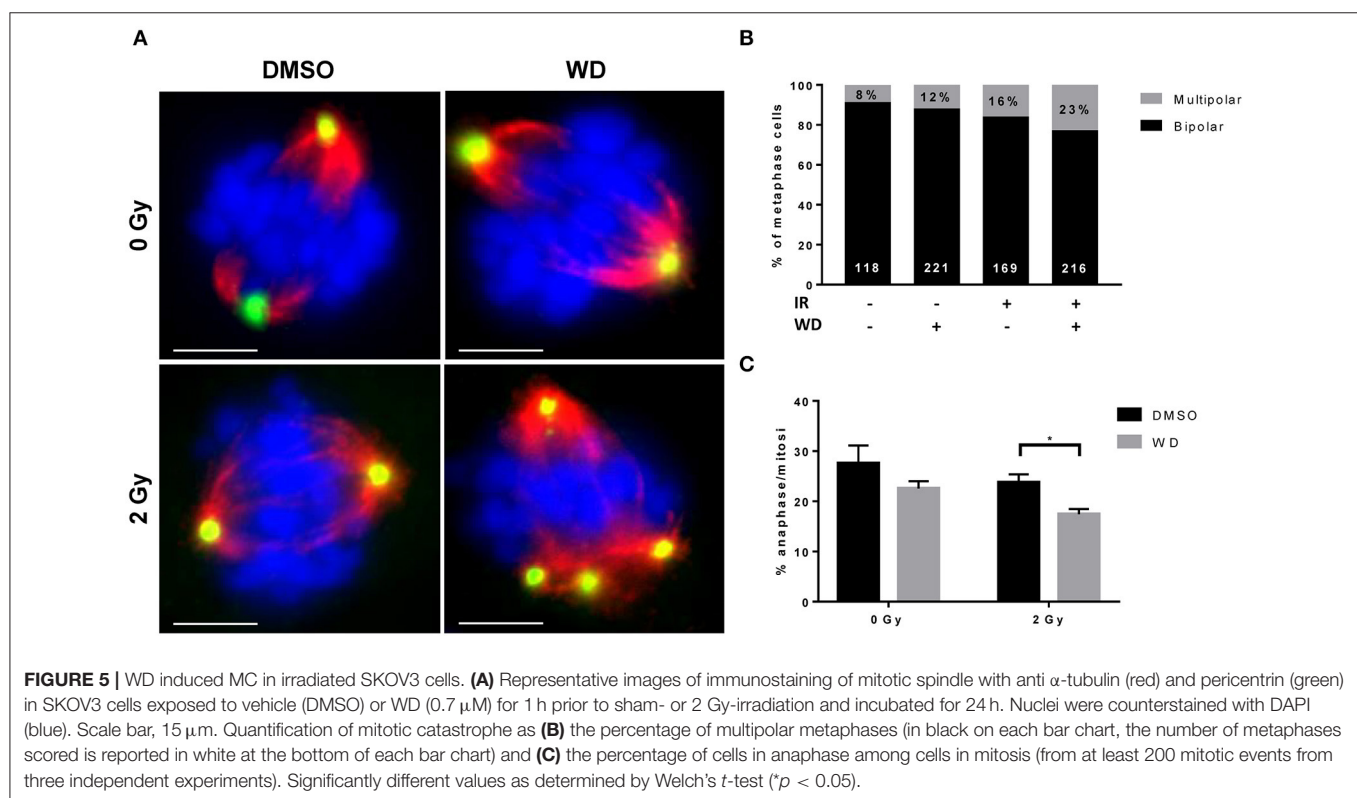 A
DMSO
WD
0 Gy
2 Gy
B
% of metaphase cells
100
80
60
40
20
0
8%
12%
16%
23%
118
221
169
216
Multipolar
Bipolar
IR - - + +
WD - + - +
C
% anaphase/mitosi
40
30
20
10
0
*
DMSO
WD
0 Gy
2 Gy
FIGURE 5 | WD induced MC in irradiated SKOV3 cells. (A) Representative images of immunostaining of mitotic spindle with anti α-tubulin (red) and pericentrin (green)
in SKOV3 cells exposed to vehicle (DMSO) or WD (0.7 μM) for 1 h prior to sham- or 2 Gy-irradiation and incubated for 24 h. Nuclei were counterstained with DAPI
(blue). Scale bar, 15 μm. Quantification of mitotic catastrophe as (B) the percentage of multipolar metaphases (in black on each bar chart, the number of metaphases
scored is reported in white at the bottom of each bar chart) and (C) the percentage of cells in anaphase among cells in mitosis (from at least 200 mitotic events from
three independent experiments). Significantly different values as determined by Welch's t-test (*p < 0.05).